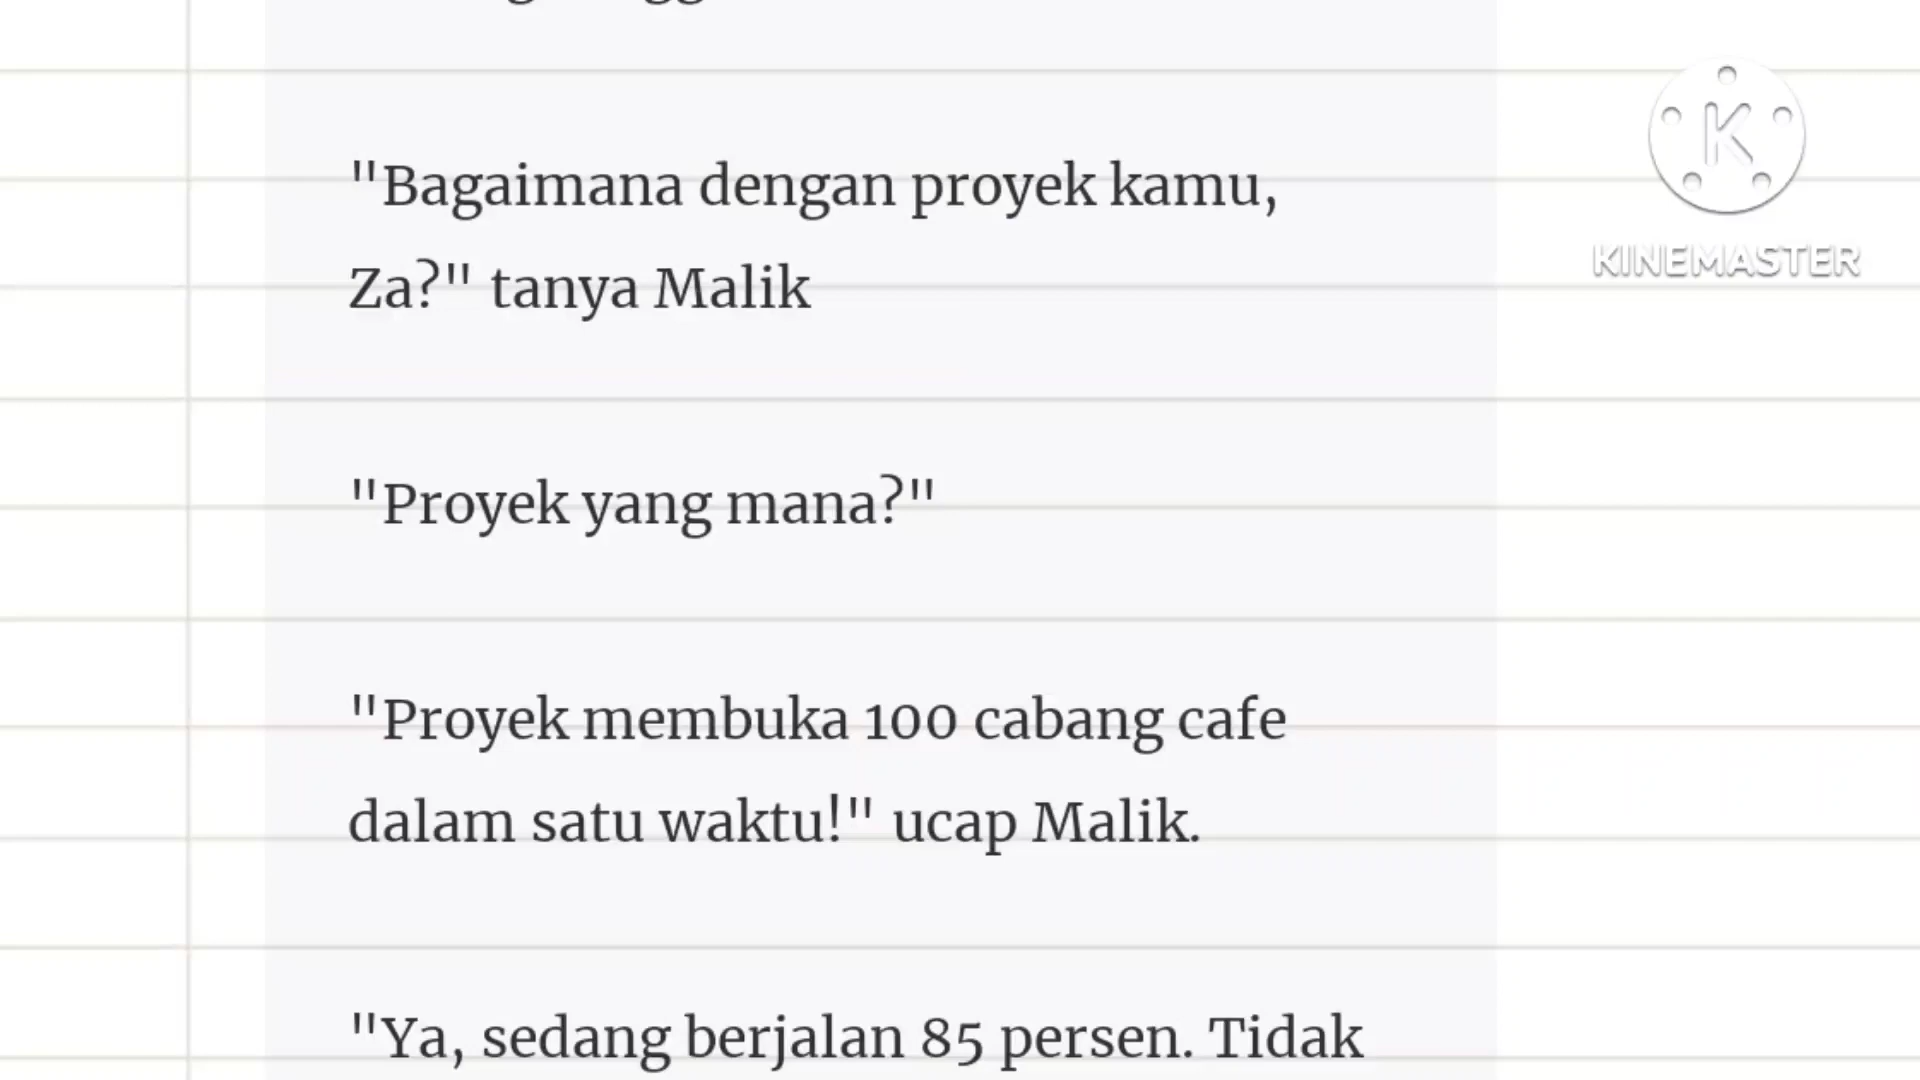 "Bagaimana dengan proyek kamu,
Za?" tanya Malik
"Proyek yang mana?"
"Proyek membuka 100 cabang cafe
dalam satu waktu!" ucap Malik.
"Ya, sedang berjalan 85 persen. Tidak
K
KINEMASTER